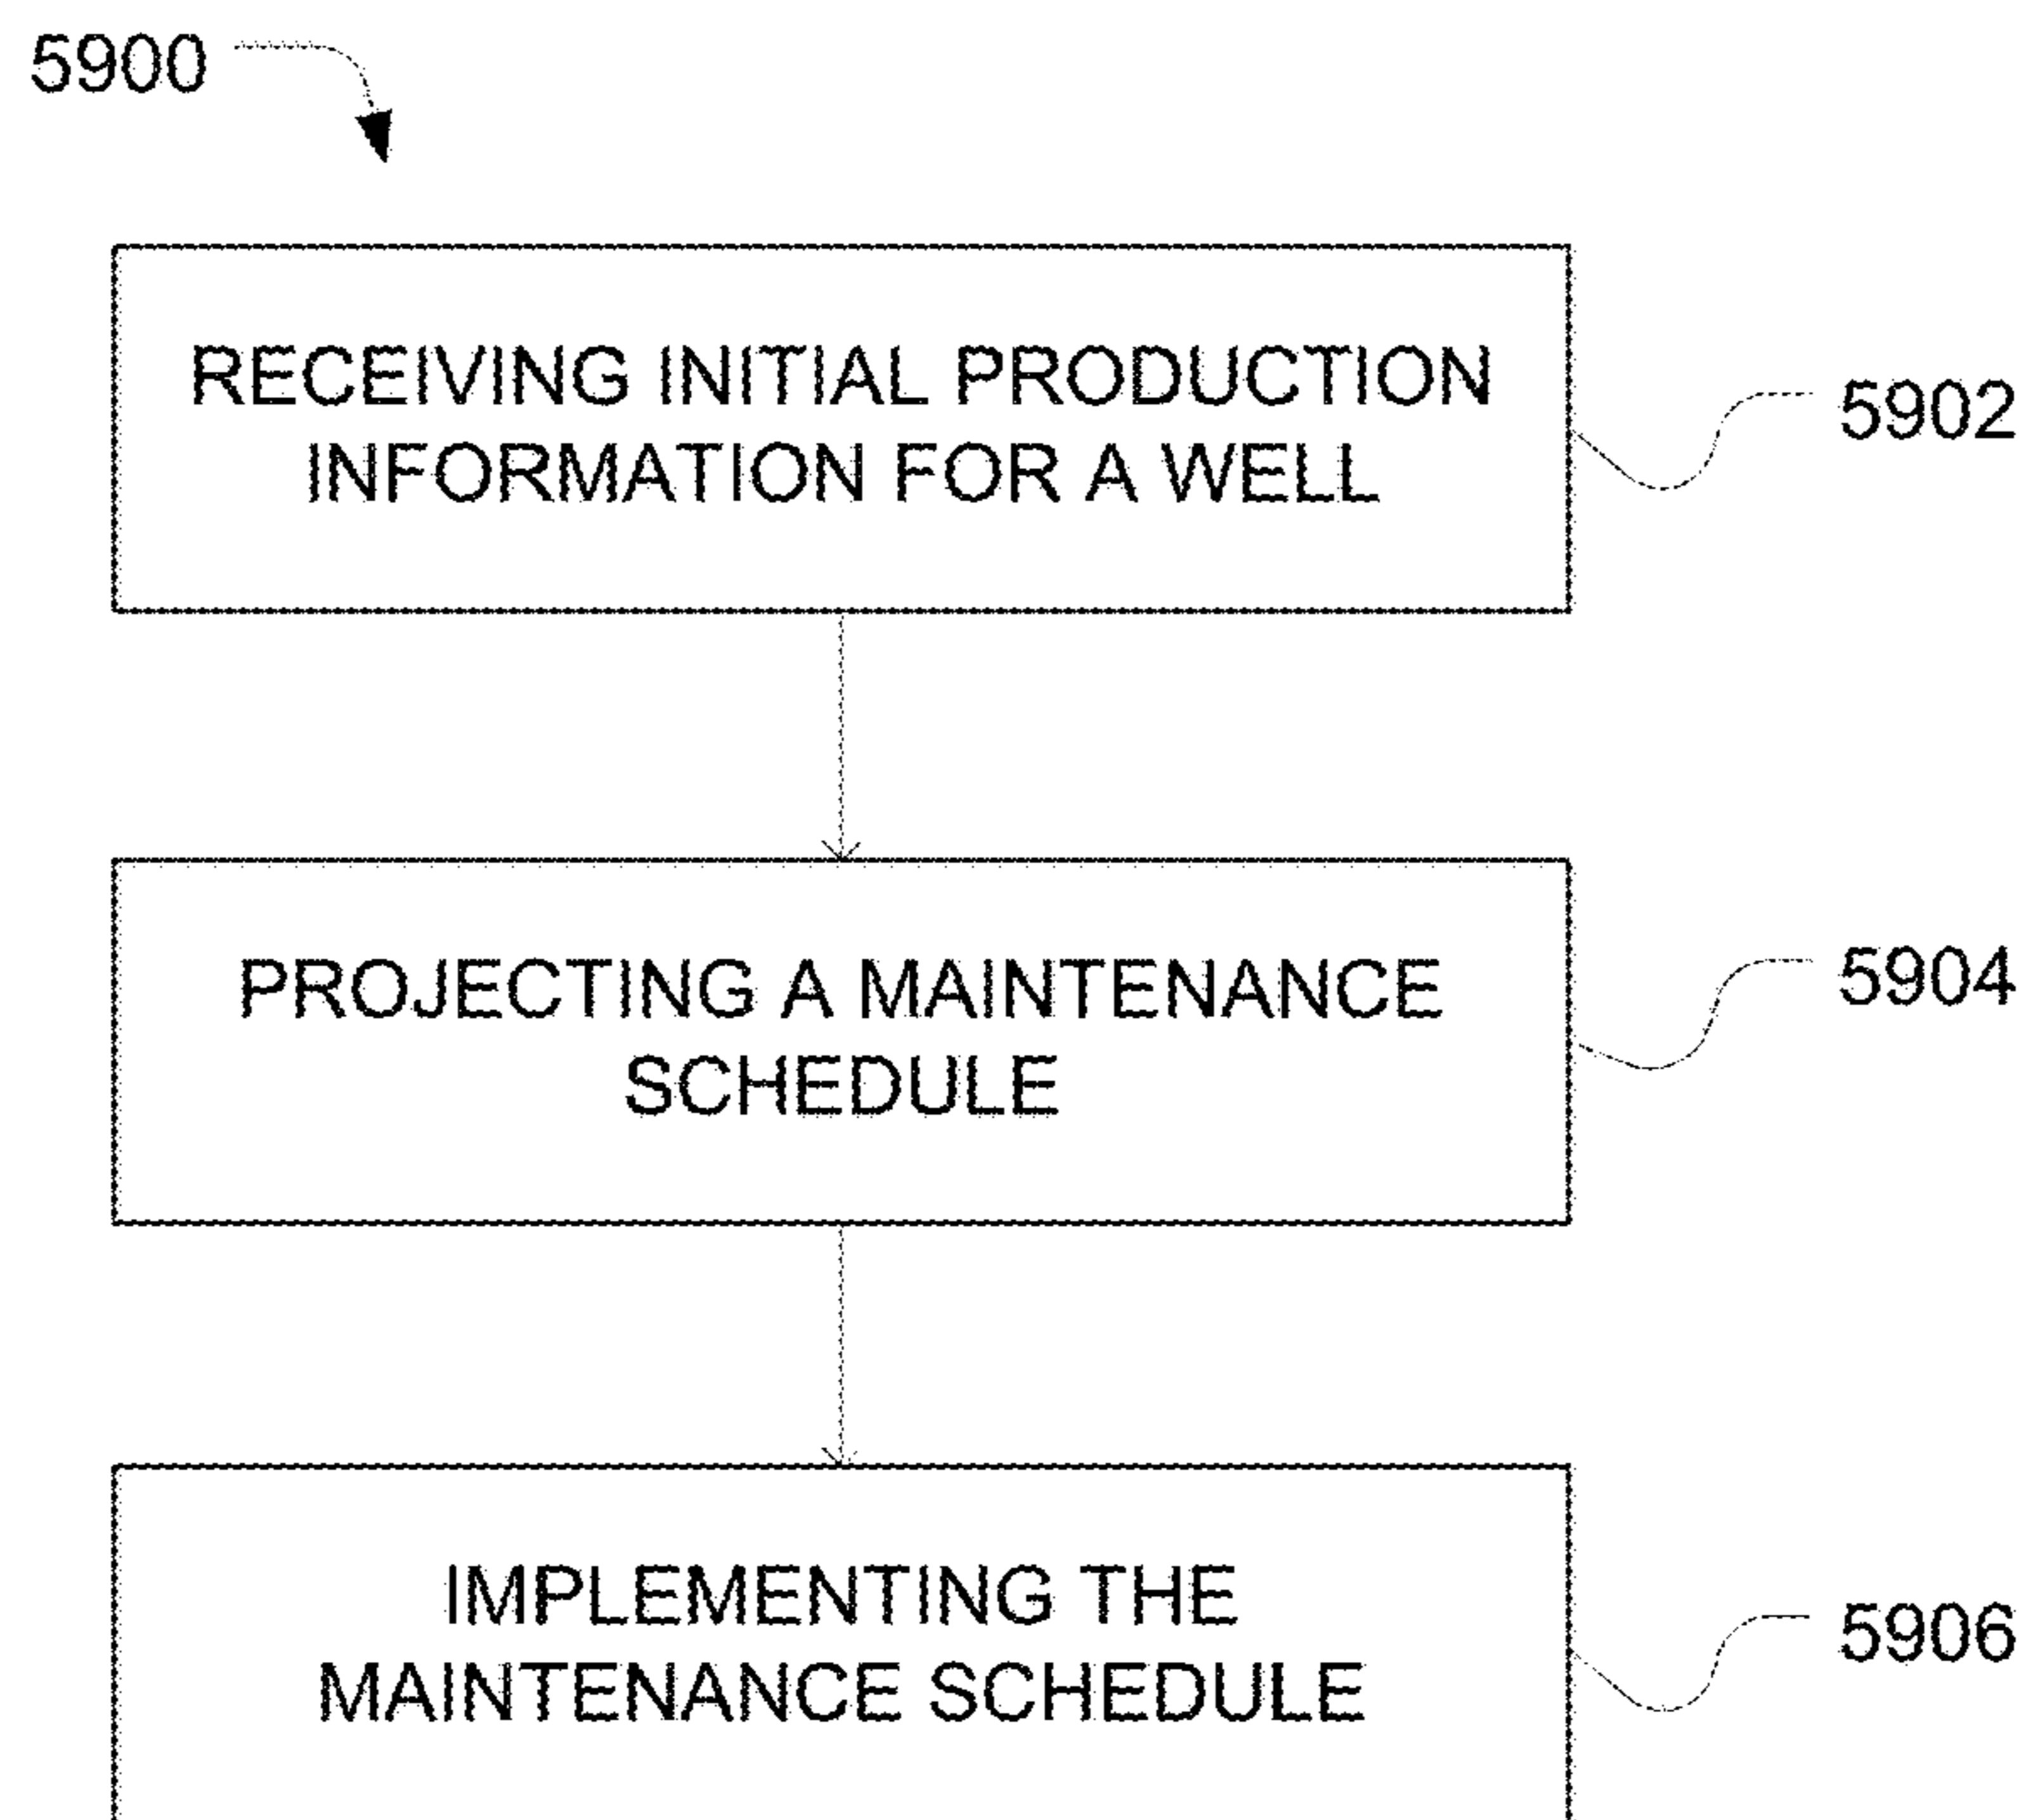 5900
RECEIVING INITIAL PRODUCTION
INFORMATION FOR A WELL
5902
PROJECTING A MAINTENANCE
SCHEDULE
5904
IMPLEMENTING THE
MAINTENANCE SCHEDULE
5906